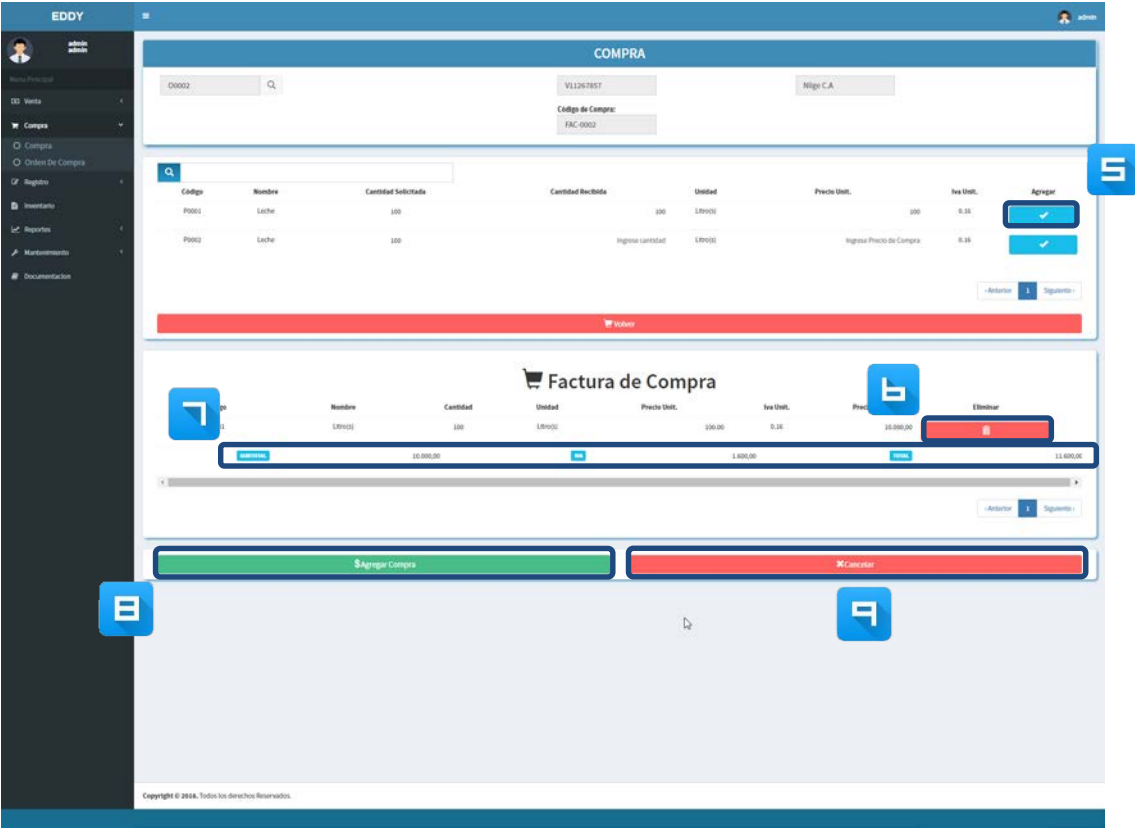 EDDY
admin
admin
admin
Menu Principal
Venta
Compra
Compra
Orden De Compra
Registro
Inventario
Reportes
Mantenimiento
Documentacion
COMPRA
O0002 V11267857 Nilge C.A
Código de Compra:
FAC-0002
5
Código Nombre Cantidad Solicitada Cantidad Recibida Unidad Precio Unit. Iva Unit. Agregar
P0001 Leche 100 100 Litro(s) 100 0.16
P0002 Leche 100 Ingrese cantidad Litro(s) Ingrese Precio de Compra 0.16
‹ Anterior 1 Siguiente ›
Volver
Factura de Compra
7 6
Nombre Cantidad Unidad Precio Unit. Iva Unit. Eliminar
Litro(s) 100 Litro(s) 100.00 0.16 10.000,00
SUBTOTAL 10.000,00 IVA 1.600,00 TOTAL 11.600,00
‹ Anterior 1 Siguiente ›
$Agregar Compra Cancelar
8 9
Copyright © 2016. Todos los derechos Reservados.